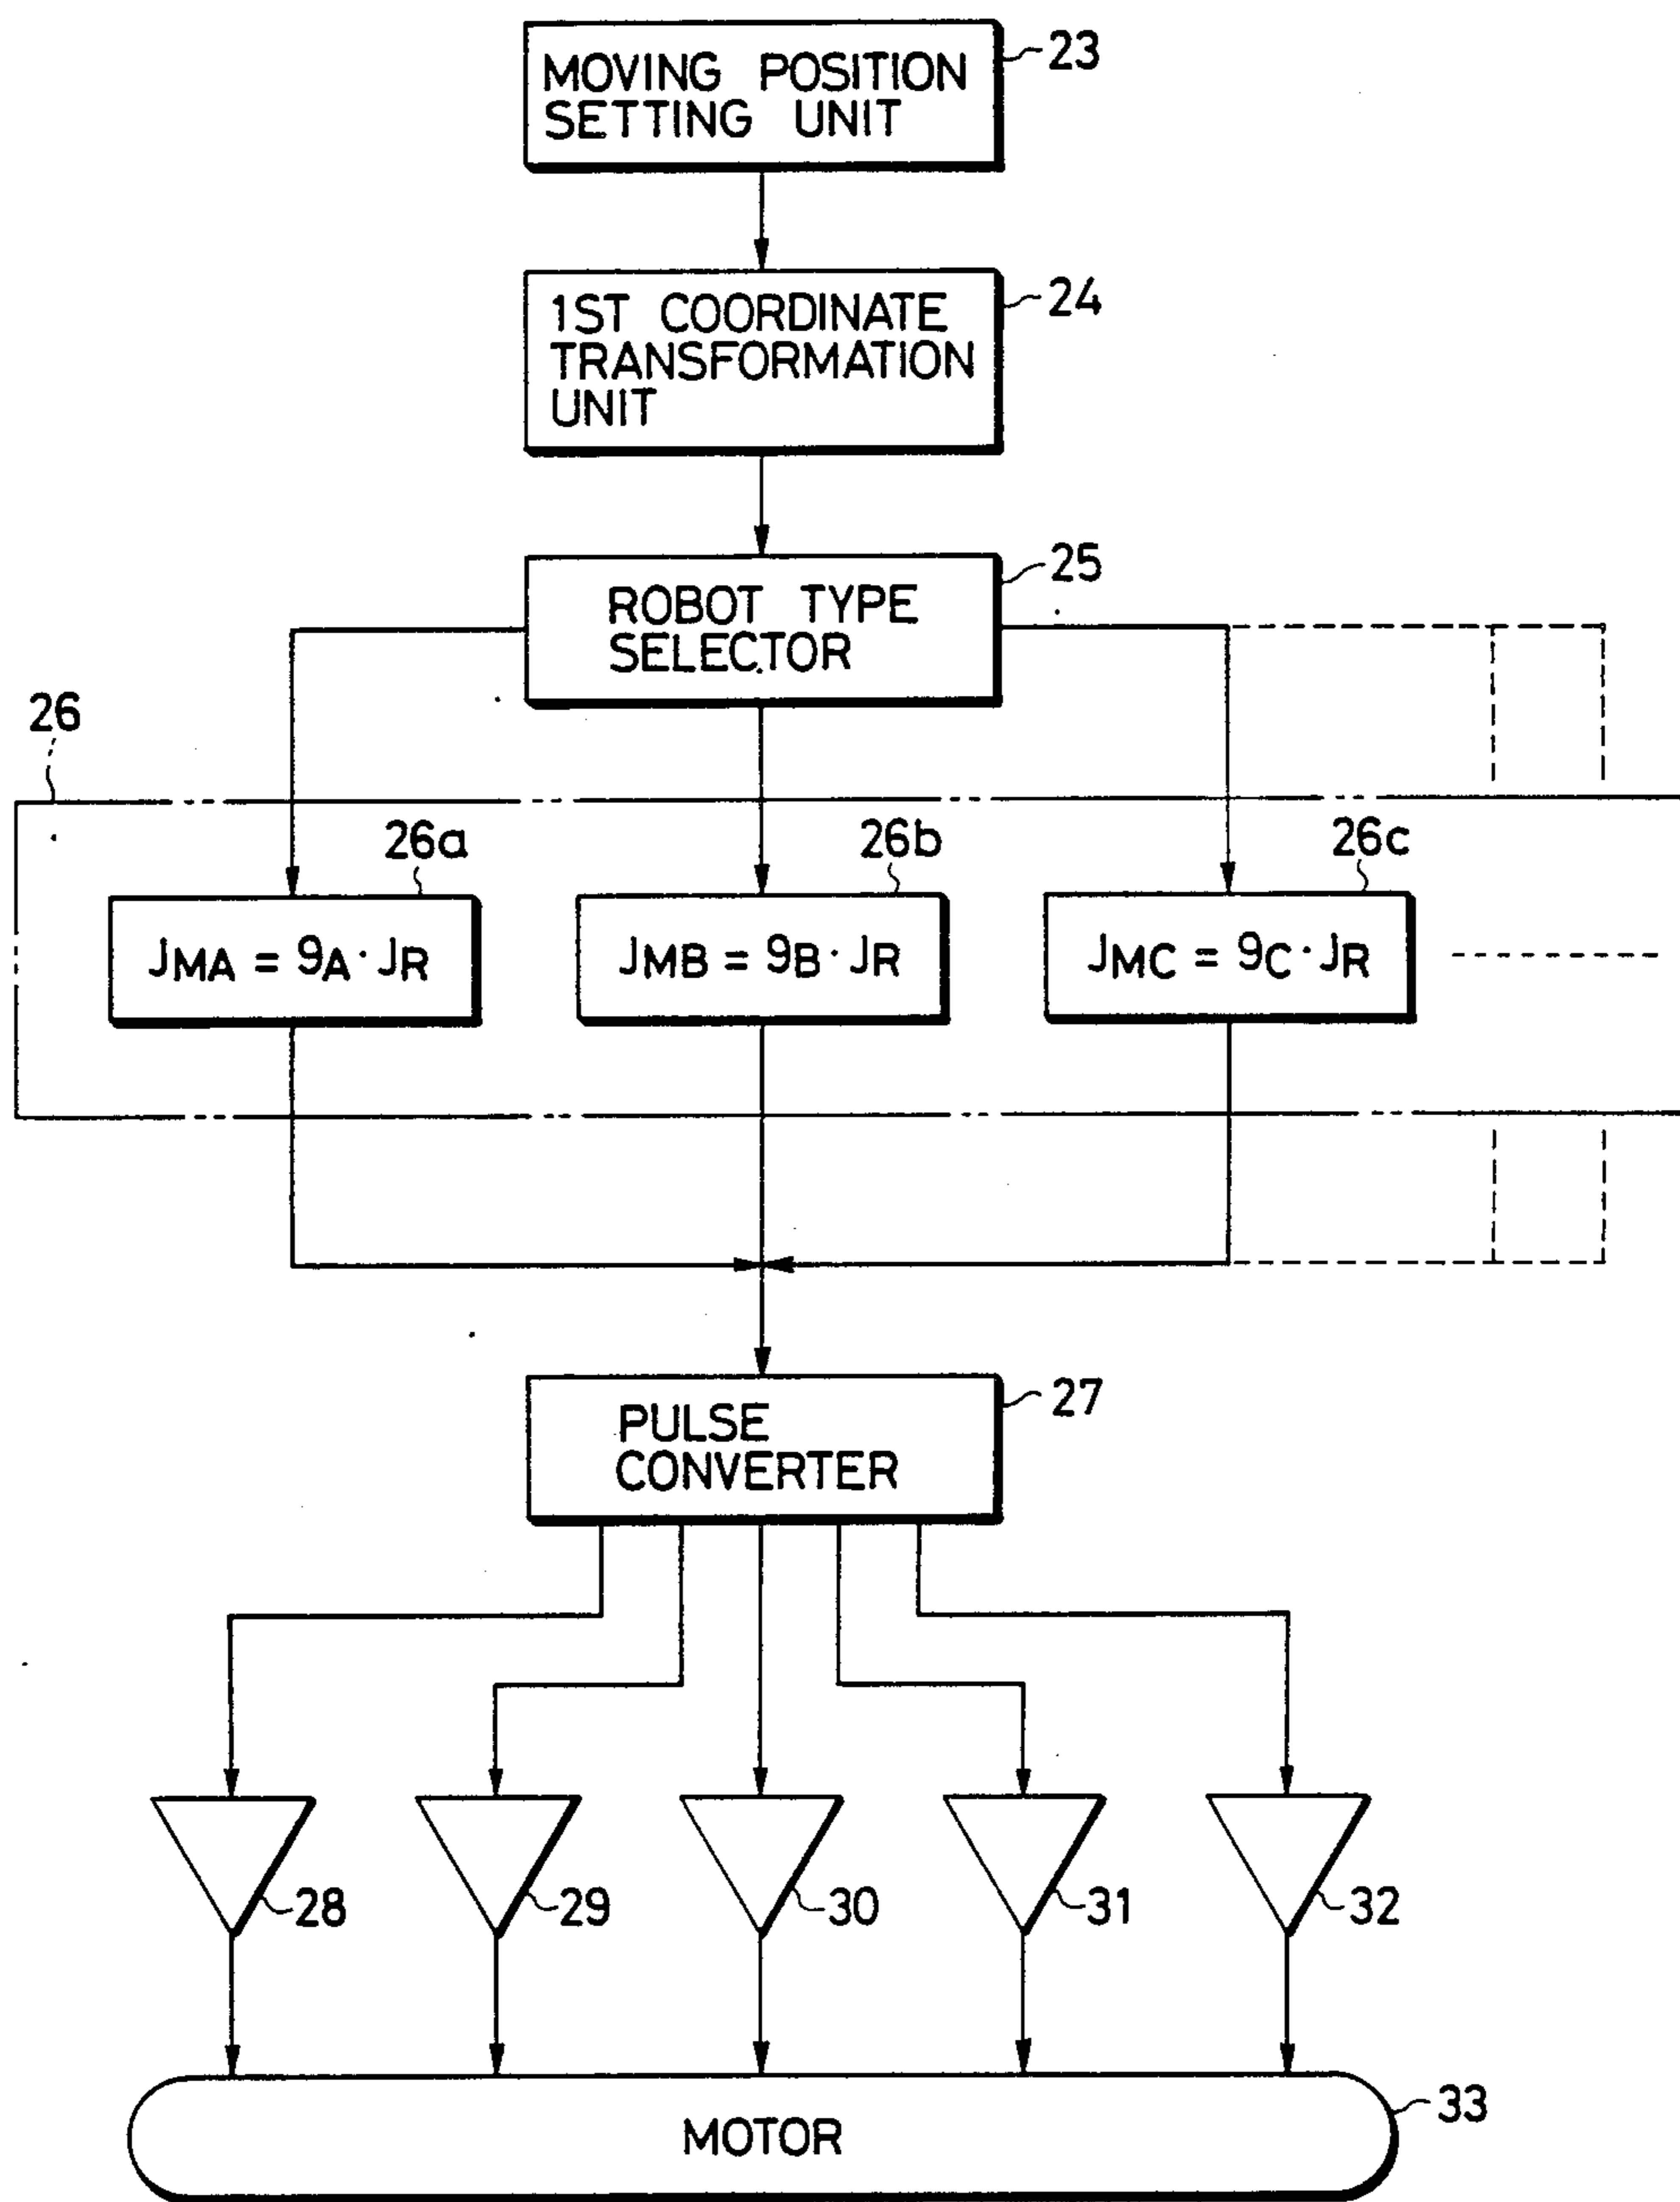 MOVING POSITION
SETTING UNIT
23
1ST COORDINATE
TRANSFORMATION
UNIT
24
ROBOT TYPE
SELECTOR
25
26
26a
26b
26c
JMA = 9A · JR
JMB = 9B · JR
JMC = 9C · JR
PULSE
CONVERTER
27
28
29
30
31
32
MOTOR
33